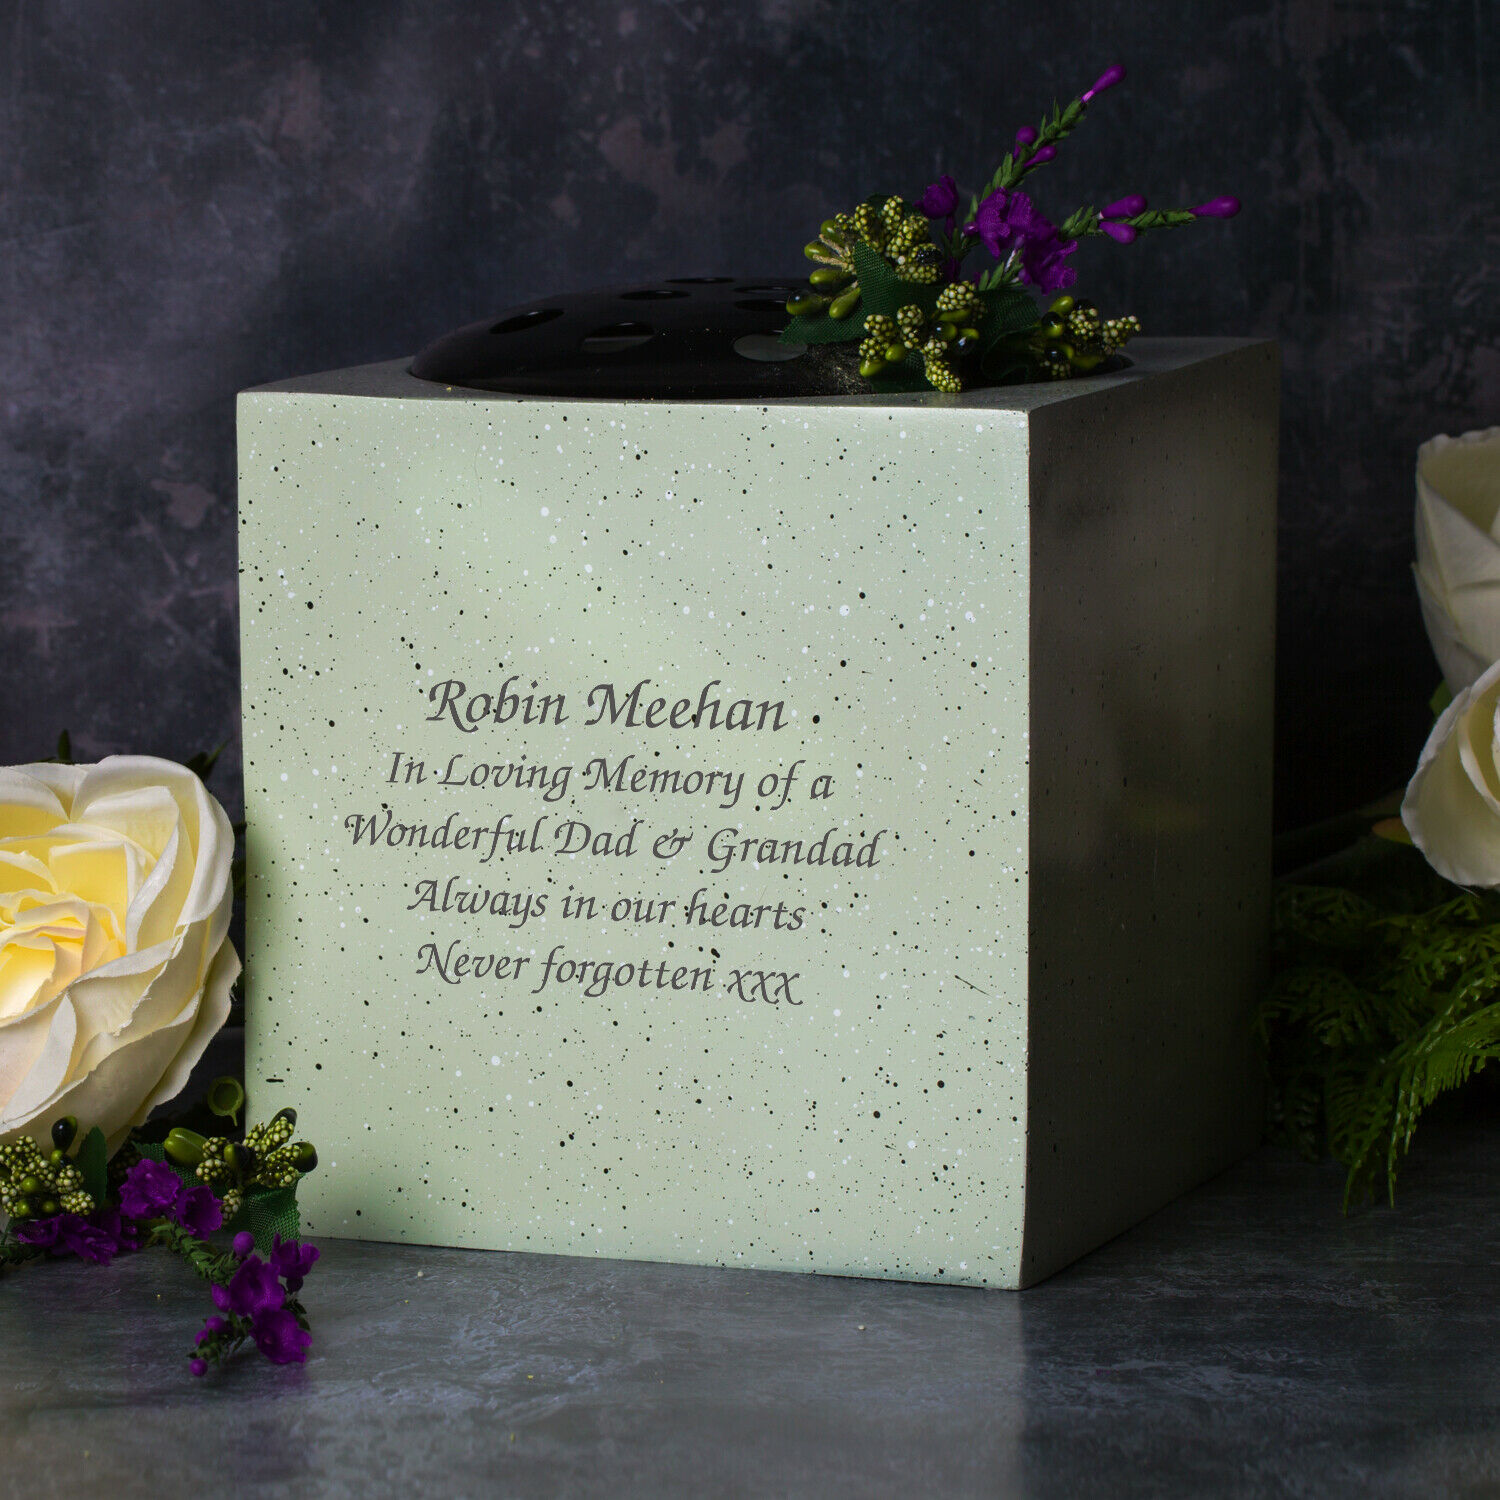 Robin Meehan
In Loving Memory of a
Wonderful Dad & Grandad
Always in our hearts
Never forgotten xxx